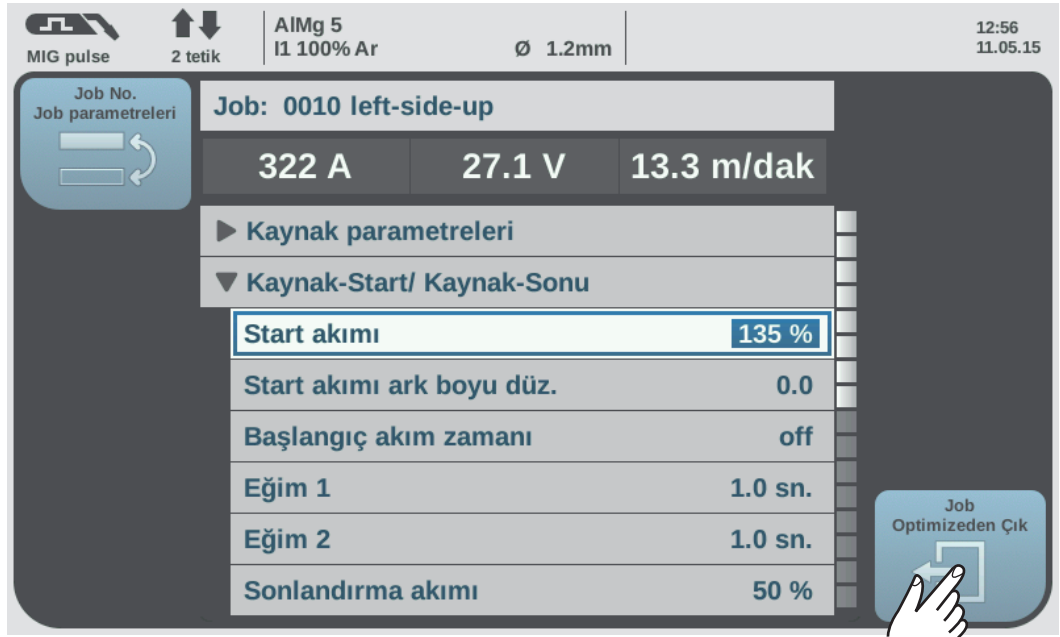 MIG pulse
2 tetik
AlMg 5
I1 100% Ar Ø 1.2mm
12:56
11.05.15
Job No.
Job parametreleri
Job: 0010 left-side-up
322 A 27.1 V 13.3 m/dak
Kaynak parametreleri
Kaynak-Start/ Kaynak-Sonu
Start akımı 135 %
Start akımı ark boyu düz. 0.0
Başlangıç akım zamanı off
Eğim 1 1.0 sn.
Eğim 2 1.0 sn.
Sonlandırma akımı 50 %
Job
Optimizeden Çık